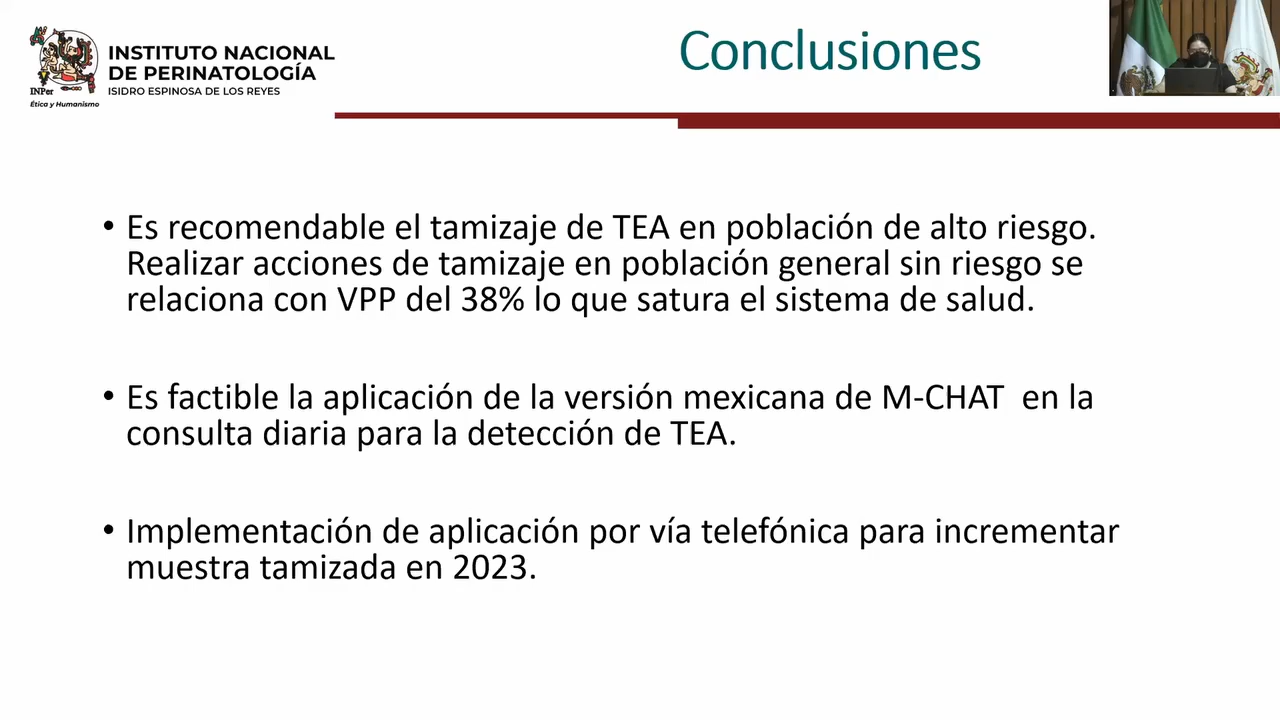 INSTITUTO NACIONAL
DE PERINATOLOGÍA
ISIDRO ESPINOSA DE LOS REYES
INPer
Ética y Humanismo
Conclusiones
• Es recomendable el tamizaje de TEA en población de alto riesgo.
Realizar acciones de tamizaje en población general sin riesgo se
relaciona con VPP del 38% lo que satura el sistema de salud.
• Es factible la aplicación de la versión mexicana de M-CHAT en la
consulta diaria para la detección de TEA.
• Implementación de aplicación por vía telefónica para incrementar
muestra tamizada en 2023.